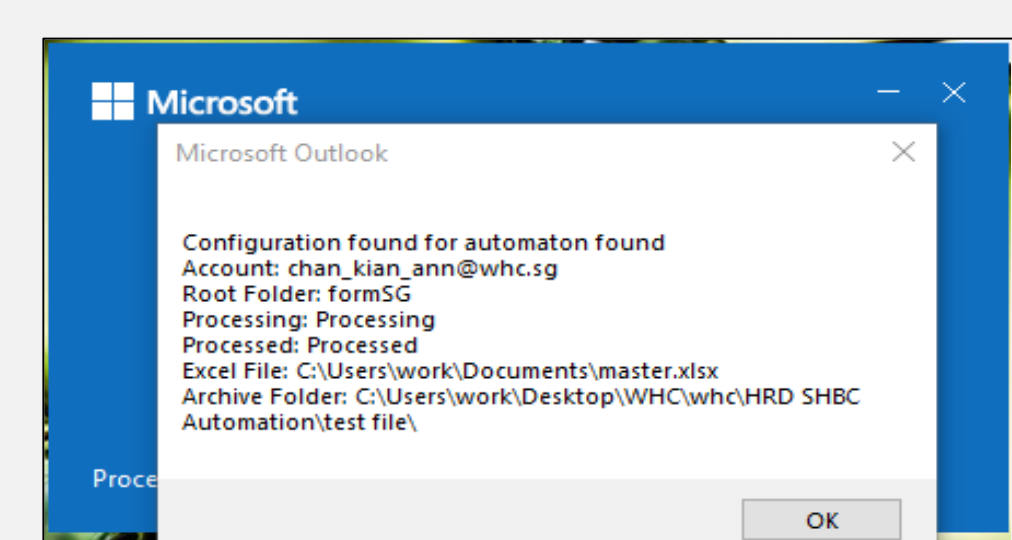 Microsoft
Microsoft Outlook
Configuration found for automaton found
Account: chan_kian_ann@whc.sg
Root Folder: formSG
Processing: Processing
Processed: Processed
Excel File: C:\Users\work\Documents\master.xlsx
Archive Folder: C:\Users\work\Desktop\WHC\whc\HRD SHBC
Automation\test file\
Proce
OK